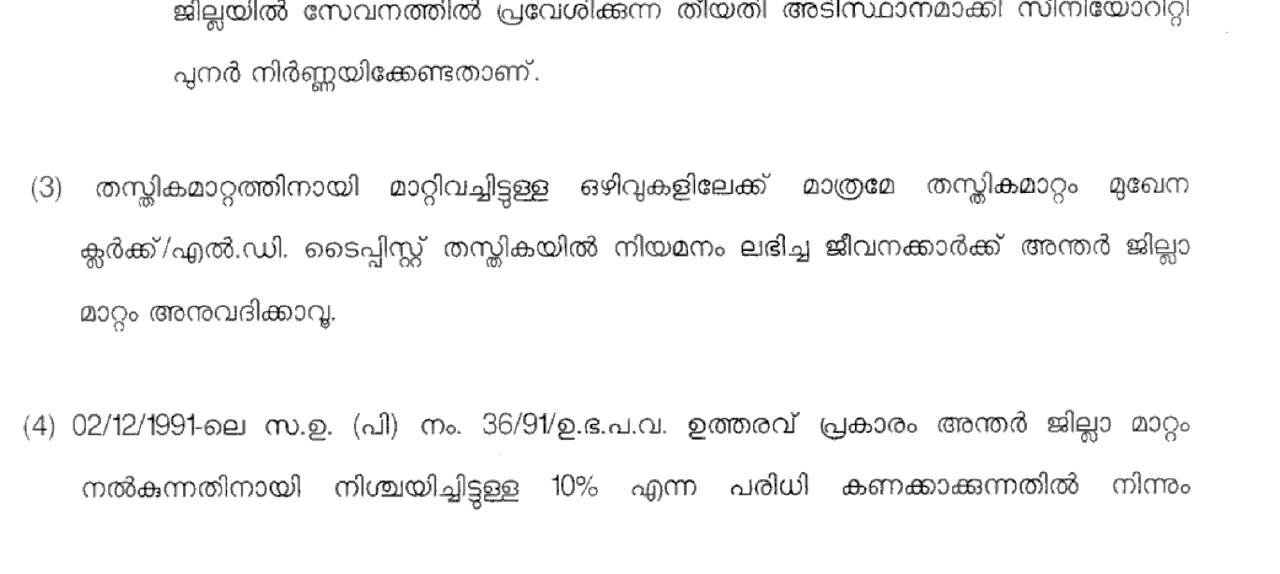 ജില്ലയിൽ സേവനത്തിൽ പ്രവേശിക്കുന്ന തീയതി അടിസ്ഥാനമാക്കി സീനിയോറിറ്റി
പുനർ നിർണ്ണയിക്കേണ്ടതാണ്.
(3) തസ്തികമാറ്റത്തിനായി മാറ്റിവച്ചിട്ടുള്ള ഒഴിവുകളിലേക്ക് മാത്രമേ തസ്തികമാറ്റം മുഖേന
ക്ലർക്ക്/എൽ.ഡി. ടൈപ്പിസ്റ്റ് തസ്തികയിൽ നിയമനം ലഭിച്ച ജീവനക്കാർക്ക് അന്തർ ജില്ലാ
മാറ്റം അനുവദിക്കാവൂ.
(4) 02/12/1991-ലെ സ.ഉ. (പി) നം. 36/91/ഉ.ഭ.പ.വ. ഉത്തരവ് പ്രകാരം അന്തർ ജില്ലാ മാറ്റം
നൽകുന്നതിനായി നിശ്ചയിച്ചിട്ടുള്ള 10% എന്ന പരിധി കണക്കാക്കുന്നതിൽ നിന്നും